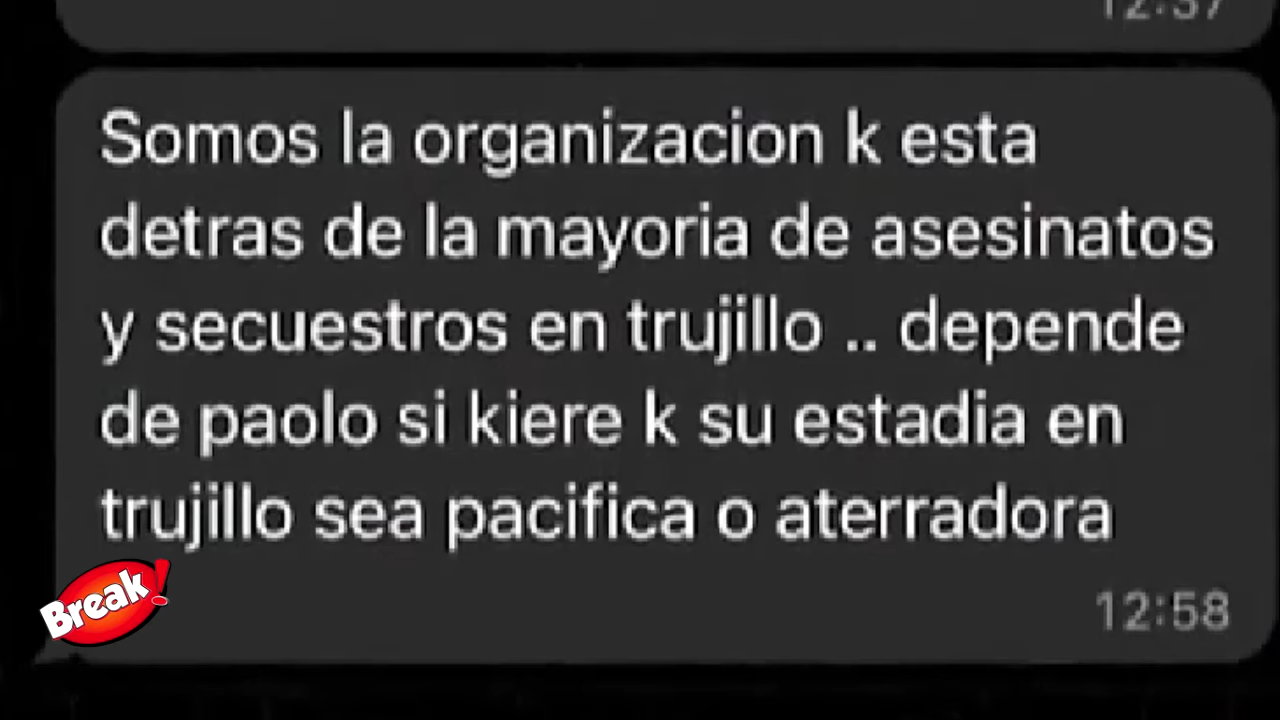 12:37
Somos la organizacion k esta
detras de la mayoria de asesinatos
y secuestros en trujillo .. depende
de paolo si kiere k su estadia en
trujillo sea pacifica o aterradora
Break!
12:58